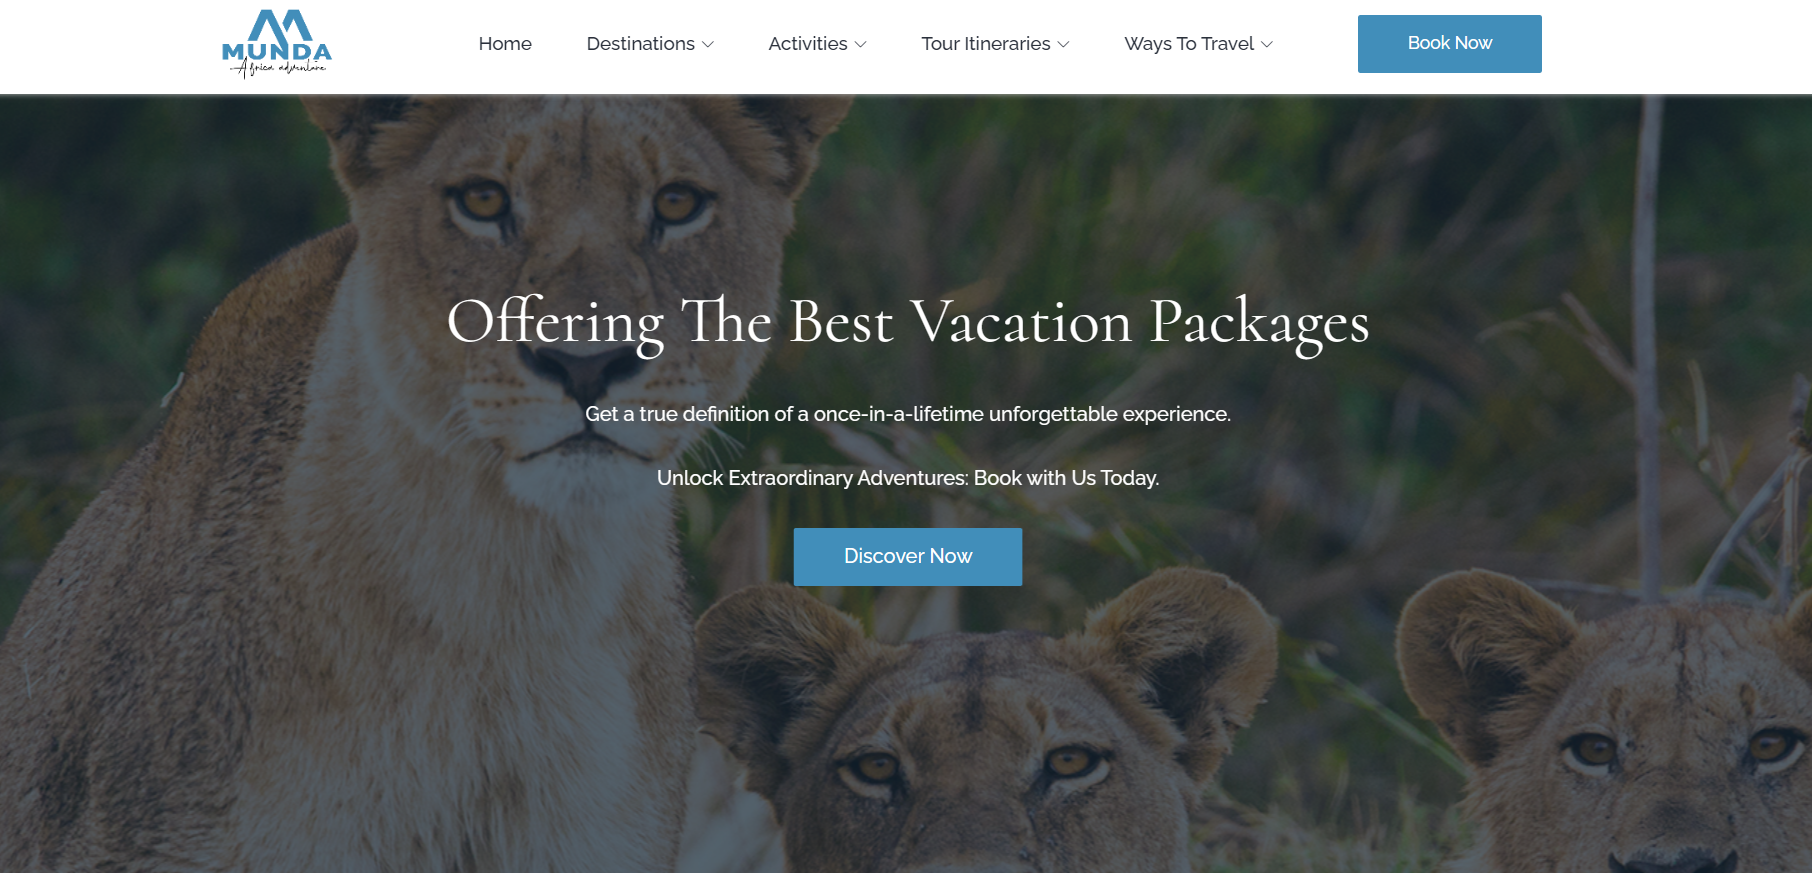 MUNDA
Africa adventure
Home
Destinations
Activities
Tour Itineraries
Ways To Travel
Book Now
Offering The Best Vacation Packages
Get a true definition of a once-in-a-lifetime unforgettable experience.
Unlock Extraordinary Adventures: Book with Us Today.
Discover Now